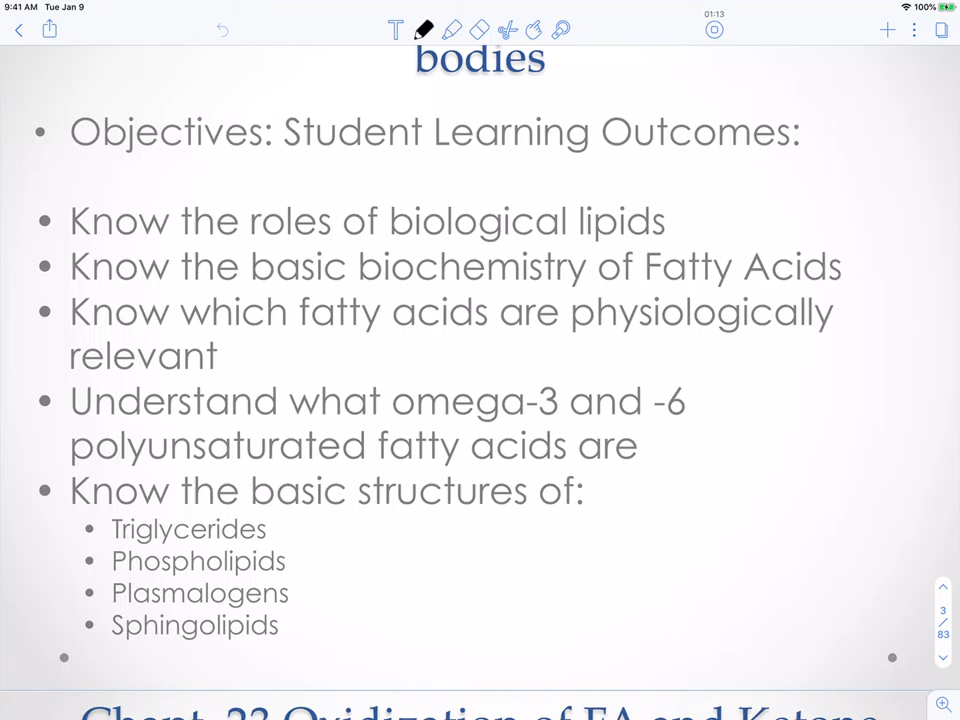 9:41 AM Tue Jan 9
100%
01:13
T
bodies
• Objectives: Student Learning Outcomes:
• Know the roles of biological lipids
• Know the basic biochemistry of Fatty Acids
• Know which fatty acids are physiologically
relevant
• Understand what omega-3 and -6
polyunsaturated fatty acids are
• Know the basic structures of:
• Triglycerides
• Phospholipids
• Plasmalogens
• Sphingolipids
3
/
83
Chapt. 23 Oxidization of FA and Ketone